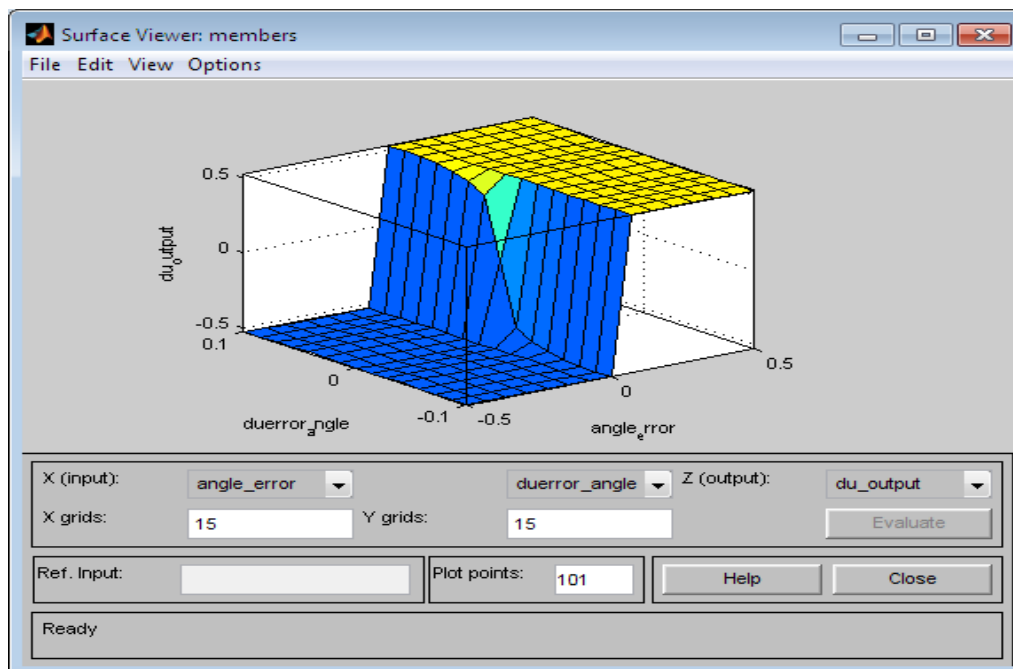 Surface Viewer: members
File Edit View Options
0.5
0
-0.5
du_output
0.1
0
-0.1
duerror_angle
-0.5
0
0.5
angle_error
X (input): angle_error duerror_angle Z (output): du_output
X grids: 15 Y grids: 15 Evaluate
Ref. Input: Plot points: 101 Help Close
Ready